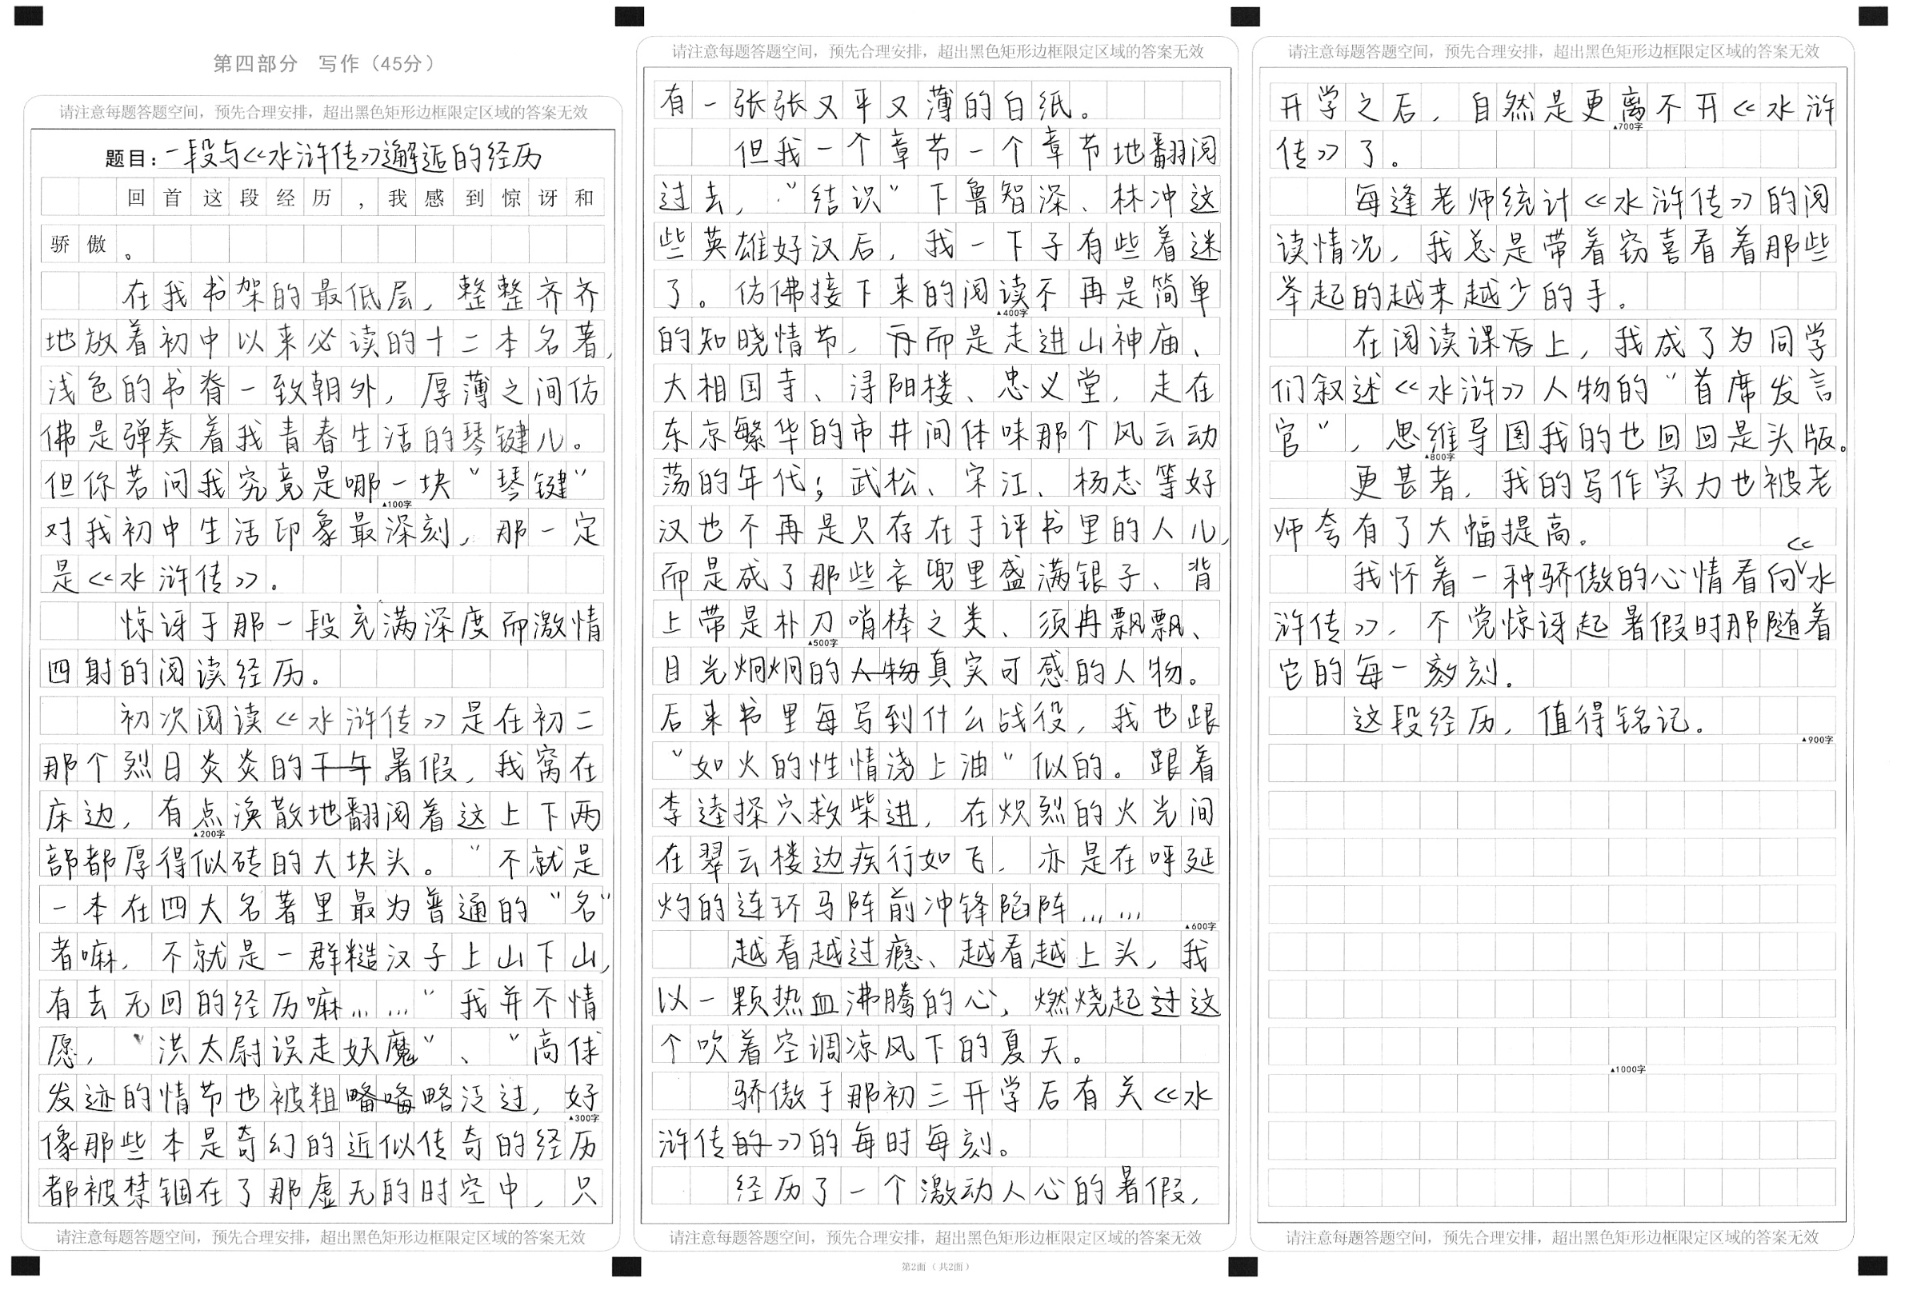 第四部分 写作（45分）
请注意每题答题空间，预先合理安排，超出黑色矩形边框限定区域的答案无效
题目：一段与《水浒传》邂逅的经历
回首这段经历，我感到惊讶和
骄傲。
在我书架的最低层，整整齐齐
地放着初中以来必读的十二本名著，
浅色的书脊一致朝外，厚薄之间仿
佛是弹奏着我青春生活的琴键儿。
但你若问我究竟是哪一块“琴键”
▲100字
对我初中生活印象最深刻，那一定
是《水浒传》。
惊讶于那一段充满深度而激情
四射的阅读经历。
初次阅读《水浒传》是在初二
那个烈日炎炎的下午暑假，我窝在
床边，有点涣散地翻阅着这上下两
▲200字
部都厚得似砖的大块头。“不就是
一本在四大名著里最为普通的“名”
著嘛，不就是一群糙汉子上山下山，
有去无回的经历嘛……”我并不情
愿，“洪太尉误走妖魔”、“高俅
发迹的情节也被粗略略略泛过，好
▲300字
像那些本是奇幻的近似传奇的经历
都被禁锢在了那虚无的时空中，只
请注意每题答题空间，预先合理安排，超出黑色矩形边框限定区域的答案无效
请注意每题答题空间，预先合理安排，超出黑色矩形边框限定区域的答案无效
有一张张又平又薄的白纸。
但我一个章节一个章节地翻阅
过去，“结识”下鲁智深、林冲这
些英雄好汉后，我一下子有些着迷
了。仿佛接下来的阅读不再是简单
▲400字
的知晓情节，再而是走进山神庙、
大相国寺、浔阳楼、忠义堂，走在
东京繁华的市井间体味那个风云动
荡的年代；武松、宋江、杨志等好
汉也不再是只存在于评书里的人儿，
而是成了那些衣兜里盛满银子、背
上带是朴刀哨棒之类、须冉飘飘、
▲500字
目光炯炯的人物真实可感的人物。
后来书里每写到什么战役，我也跟
“如火的性情浇上油”似的。跟着
李逵探穴救柴进，在炽烈的火光间
在翠云楼边疾行如飞，亦是在呼延
灼的连环马阵前冲锋陷阵……
▲600字
越看越过瘾、越看越上头，我
以一颗热血沸腾的心，燃烧起过这
个吹着空调凉风下的夏天。
骄傲于那初三开学后有关《水
浒传的》的每时每刻。
经历了一个激动人心的暑假，
请注意每题答题空间，预先合理安排，超出黑色矩形边框限定区域的答案无效
第2面（共2面）
请注意每题答题空间，预先合理安排，超出黑色矩形边框限定区域的答案无效
开学之后，自然是更离不开《水浒
▲700字
传》了。
每逢老师统计《水浒传》的阅
读情况，我总是带着窃喜看着那些
举起的越来越少的手。
在阅读课后上，我成了为同学
们叙述《水浒》人物的“首席发言
官”，思维导图我的也回回是头版。
▲800字
更甚者，我的写作实力也被老
师夸有了大幅提高。
我怀着一种骄傲的心情看向《水
浒传》，不觉惊讶起暑假时那随着
它的每一刻刻。
这段经历，值得铭记。
▲900字
▲1000字
请注意每题答题空间，预先合理安排，超出黑色矩形边框限定区域的答案无效